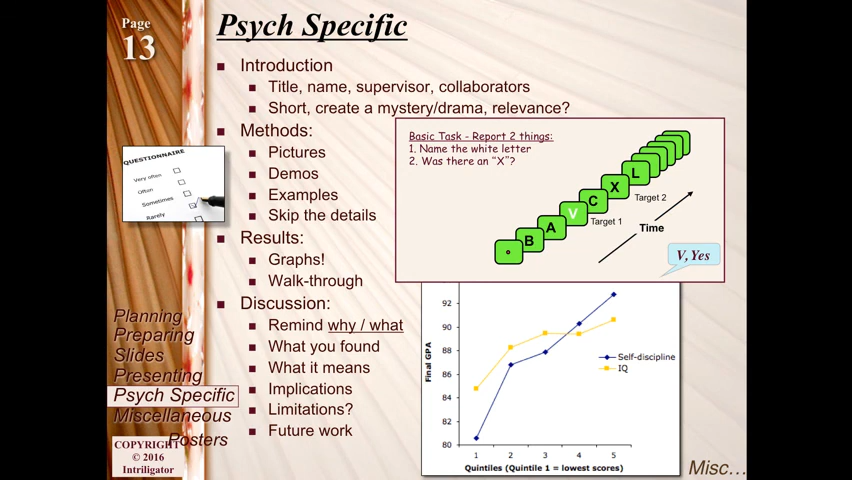 Page
13
Psych Specific
Introduction
Title, name, supervisor, collaborators
Short, create a mystery/drama, relevance?
Methods:
Pictures
Demos
Examples
Skip the details
Results:
Graphs!
Walk-through
Discussion:
Remind why / what
What you found
What it means
Implications
Limitations?
Future work
QUESTIONNAIRE
Very often
Often
Sometimes
Rarely
Basic Task - Report 2 things:
1. Name the white letter
2. Was there an "X"?
B
A
V
C
X
L
Target 1
Target 2
Time
V,Yes
92
90
88
86
84
82
80
Final GPA
Self-discipline
IQ
1 2 3 4 5
Quintiles (Quintile 1 = lowest scores)
Planning
Preparing
Slides
Presenting
Psych Specific
Miscellaneous
Posters
COPYRIGHT
© 2016
Intriligator
Misc...